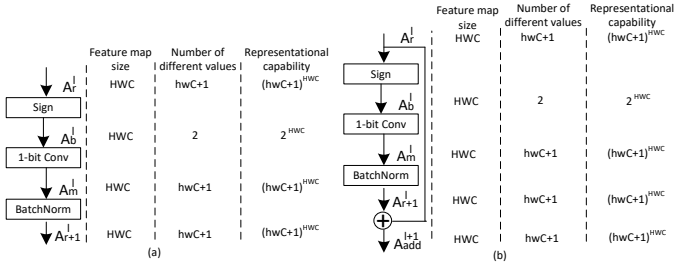 Feature map size Number of different values Representational capability
A_r^l HWC hwC+1 (hwC+1)^HWC
Sign
A_b^l HWC 2 2^HWC
1-bit Conv
A_m^l HWC hwC+1 (hwC+1)^HWC
BatchNorm
A_{r+1}^l HWC hwC+1 (hwC+1)^HWC
(a)
Feature map size Number of different values Representational capability
A_r^l HWC hwC+1 (hwC+1)^HWC
Sign
A_b^l HWC 2 2^HWC
1-bit Conv
A_m^l HWC hwC+1 (hwC+1)^HWC
BatchNorm
A_{r+1}^l HWC hwC+1 (hwC+1)^HWC
+
A_add^{l+1} HWC hwC+1 (hwC+1)^HWC
(b)